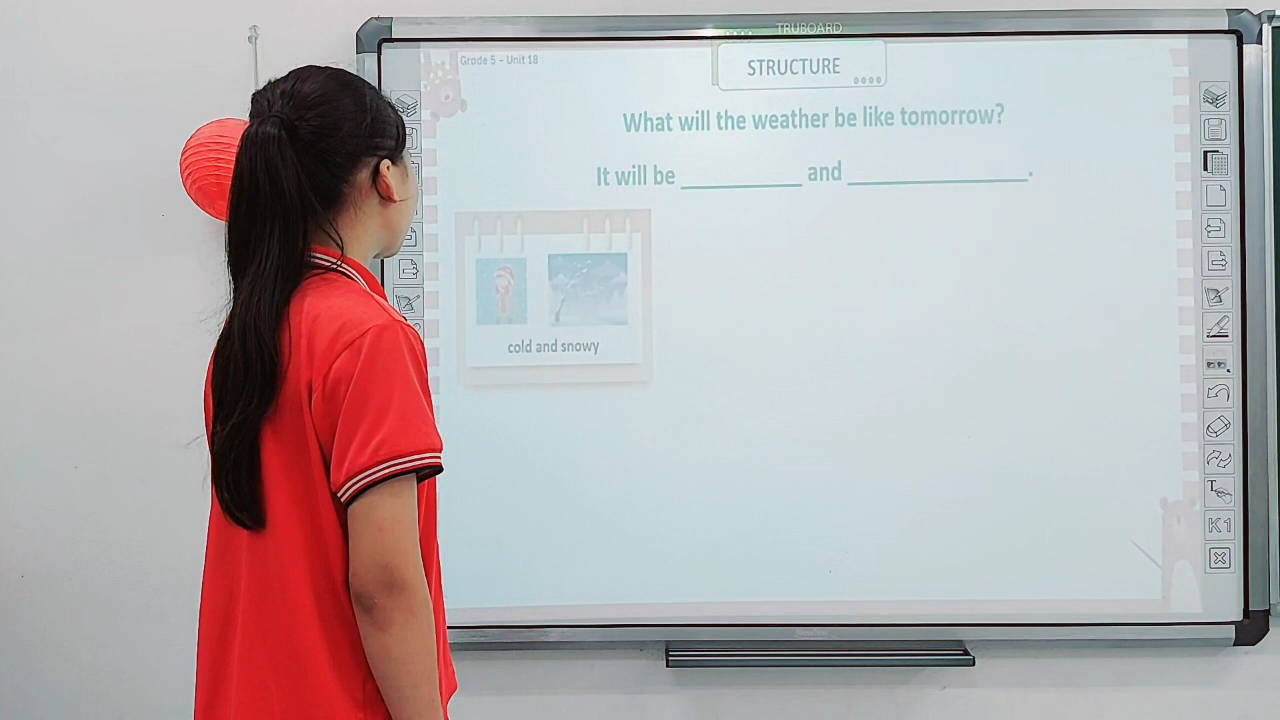 TRUBOARD
Grade 5 - Unit 18
STRUCTURE
What will the weather be like tomorrow?
It will be ____________ and __________________.
cold and snowy
T
K1